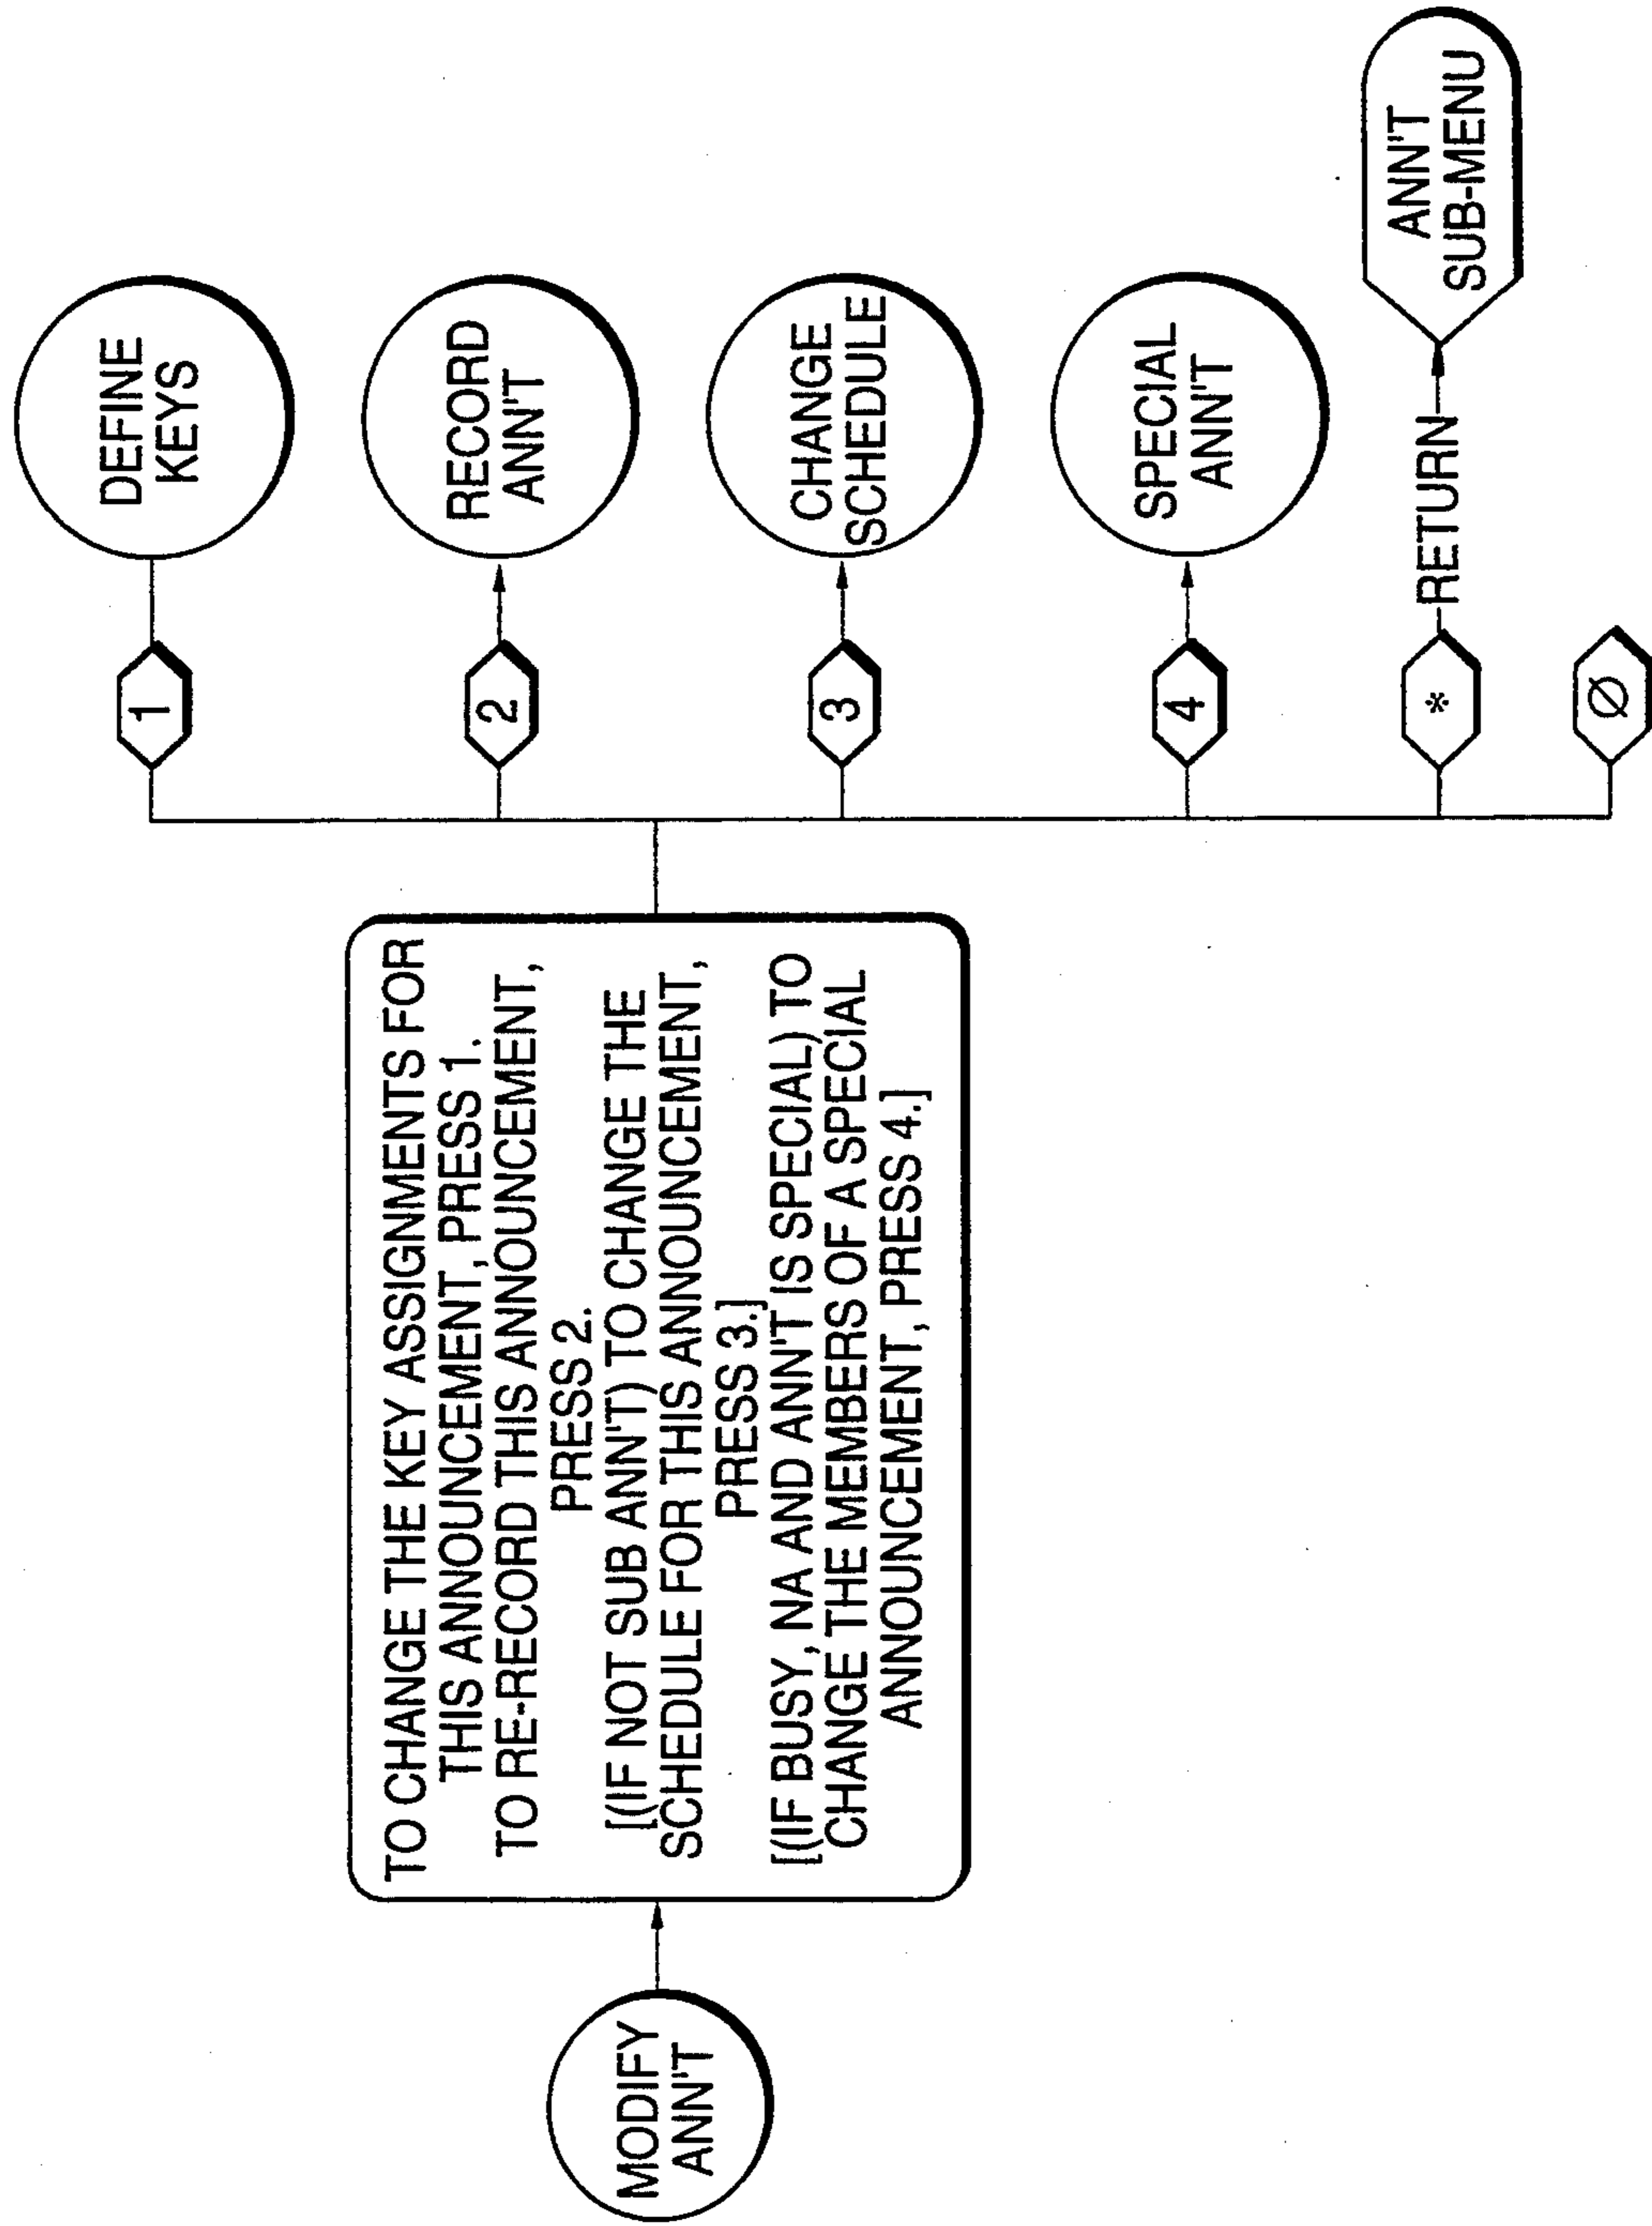 MODIFY
ANN'T
TO CHANGE THE KEY ASSIGNMENTS FOR
THIS ANNOUNCEMENT, PRESS 1.
TO RE-RECORD THIS ANNOUNCEMENT,
PRESS 2.
[(IF NOT SUB ANN'T) TO CHANGE THE
SCHEDULE FOR THIS ANNOUNCEMENT,
PRESS 3.]
[(IF BUSY, NA AND ANN'T IS SPECIAL) TO
CHANGE THE MEMBERS OF A SPECIAL
ANNOUNCEMENT, PRESS 4.]
1
DEFINE
KEYS
2
RECORD
ANN'T
3
CHANGE
SCHEDULE
4
SPECIAL
ANN'T
*
RETURN
ANN'T
SUB-MENU
Ø